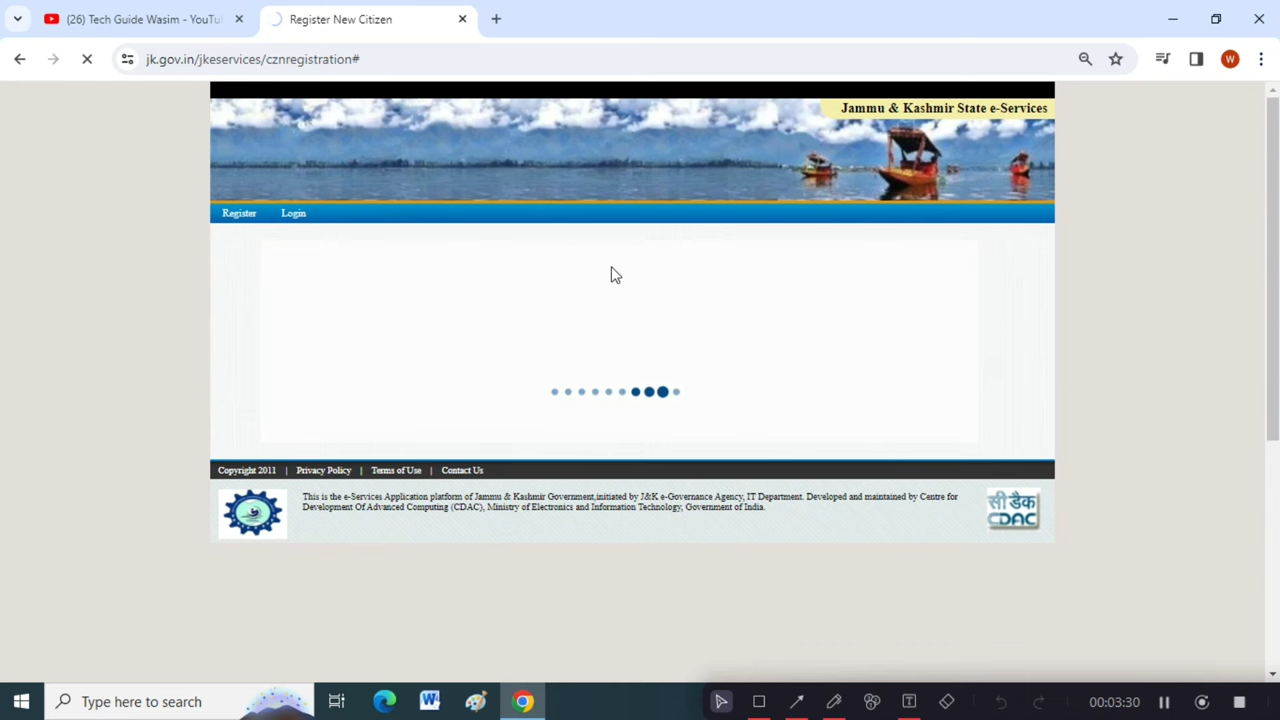 (26) Tech Guide Wasim - YouTu
Register New Citizen
jk.gov.in/jkeservices/cznregistration#
W
Jammu & Kashmir State e-Services
Register Login
Copyright 2011 | Privacy Policy | Terms of Use | Contact Us
This is the e-Services Application platform of Jammu & Kashmir Government,initiated by J&K e-Governance Agency, IT Department. Developed and maintained by Centre for
Development Of Advanced Computing (CDAC), Ministry of Electronics and Information Technology, Government of India.
सी डैक
CDAC
Type here to search
W
T
00:03:30